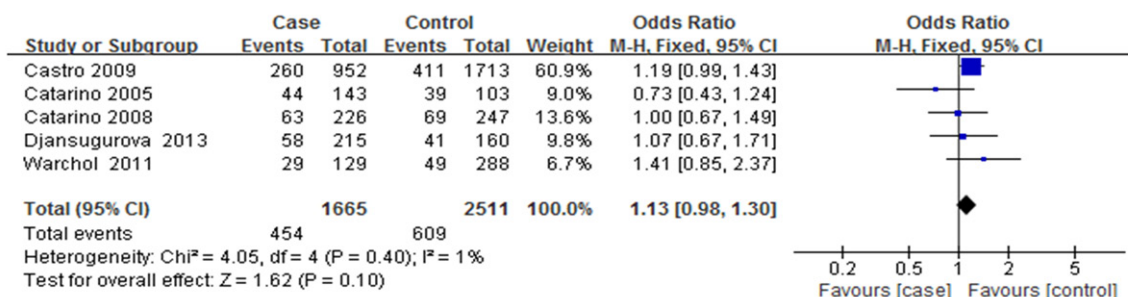 Case Control Odds Ratio Odds Ratio
Study or Subgroup Events Total Events Total Weight M-H, Fixed, 95% CI M-H, Fixed, 95% CI
Castro 2009 260 952 411 1713 60.9% 1.19 [0.99, 1.43]
Catarino 2005 44 143 39 103 9.0% 0.73 [0.43, 1.24]
Catarino 2008 63 226 69 247 13.6% 1.00 [0.67, 1.49]
Djansugurova 2013 58 215 41 160 9.8% 1.07 [0.67, 1.71]
Warchol 2011 29 129 49 288 6.7% 1.41 [0.85, 2.37]
Total (95% CI) 1665 2511 100.0% 1.13 [0.98, 1.30]
Total events 454 609
Heterogeneity: Chi² = 4.05, df = 4 (P = 0.40); I² = 1%
Test for overall effect: Z = 1.62 (P = 0.10)
0.2 0.5 1 2 5
Favours [case] Favours [control]